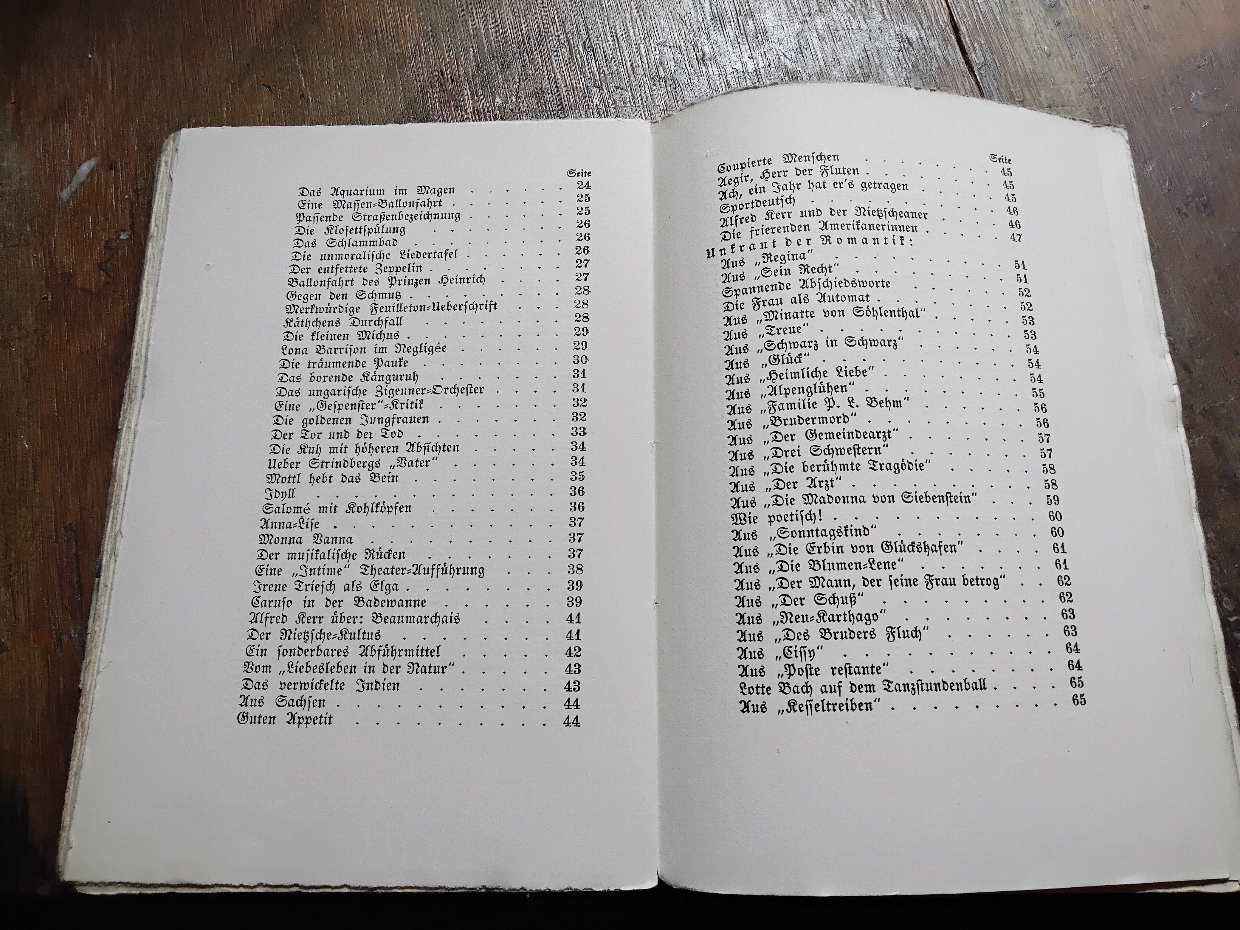 Seite
Das Aquarium im Magen . . . . . . 24
Eine Massen-Ballonfahrt . . . . . . 25
Passende Straßenbezeichnung . . . . . 25
Die Klosettspülung . . . . . . . 26
Das Schlammbad . . . . . . . 26
Die unmoralische Liedertafel . . . . . 26
Der entfettete Zeppelin . . . . . . 27
Ballonfahrt des Prinzen Heinrich . . . . 27
Gegen den Schmutz . . . . . . . 28
Merkwürdige Feuilleton-Ueberschrift . . . 28
Käthchens Durchfall . . . . . . 28
Die kleinen Michus . . . . . . . 29
Lona Barrison im Negligée . . . . . 29
Die träumende Pauke . . . . . . . 30
Das boxende Känguruh . . . . . . 31
Das ungarische Zigeuner-Orchester . . . . 31
Eine „Gespenster“-Kritik . . . . . . 32
Die goldenen Jungfrauen . . . . . . 32
Der Tor und der Tod . . . . . . . 33
Die Kuh mit höheren Absichten . . . . . 34
Ueber Strindbergs „Vater“ . . . . . . 34
Mottl hebt das Bein . . . . . . . 35
Idyll . . . . . . . . . . 36
Salomé mit Kohlköpfen . . . . . . 36
Anna-Lise . . . . . . . . . 37
Monna Vanna . . . . . . . . 37
Der musikalische Rücken . . . . . . 37
Eine „Intime“ Theater-Aufführung . . . 38
Irene Triesch als Elga . . . . . . . 39
Caruso in der Badewanne . . . . . . 39
Alfred Kerr über: Beaumarchais . . . . 41
Der Nietzsche-Kultus . . . . . . . 41
Ein sonderbares Abführmittel . . . . . 42
Vom „Liebesleben in der Natur“ . . . . 43
Das verwickelte Indien . . . . . . 43
Aus Sachsen . . . . . . . . . 44
Guten Appetit . . . . . . . . 44
Seite
Coupierte Menschen . . . . . . 45
Aegir, Herr der Fluten . . . . . . 45
Ach, ein Jahr hat er's getragen . . . . 45
Sportdeutsch . . . . . . . . 46
Alfred Kerr und der Nietzscheaner . . . . 46
Die frierenden Amerikanerinnen . . . . 47
Unkraut der Romantik:
Aus „Regina“ . . . . . . . . 51
Aus „Sein Recht“ . . . . . . . 51
Spannende Abschiedsworte . . . . . 52
Die Frau als Automat . . . . . . . 52
Aus „Minatte von Söhlenthal“ . . . . 53
Aus „Treue“ . . . . . . . . . 53
Aus „Schwarz in Schwarz“ . . . . . 54
Aus „Glück“ . . . . . . . . . 54
Aus „Heimliche Liebe“ . . . . . . 54
Aus „Alpenglühen“ . . . . . . . 55
Aus „Familie P. L. Behm“ . . . . . 56
Aus „Brudermord“ . . . . . . . 56
Aus „Der Gemeindearzt“ . . . . . . 57
Aus „Drei Schwestern“ . . . . . . 57
Aus „Die berühmte Tragödie“ . . . . . 58
Aus „Der Arzt“ . . . . . . . . 58
Aus „Die Madonna von Siebenstein“ . . . 59
Wie poetisch! . . . . . . . . . 60
Aus „Sonntagskind“ . . . . . . . 60
Aus „Die Erbin von Glückshafen“ . . . . 61
Aus „Die Blumen-Lene“ . . . . . . 61
Aus „Der Mann, der seine Frau betrog“ . . 62
Aus „Der Schuß“ . . . . . . . . 62
Aus „Neu-Karthago“ . . . . . . . 63
Aus „Des Bruders Fluch“ . . . . . . 63
Aus „Cissy“ . . . . . . . . . 64
Aus „Poste restante“ . . . . . . . 64
Lotte Bach auf dem Tanzstundenball . . . . 65
Aus „Kesseltreiben“ . . . . . . . . 65